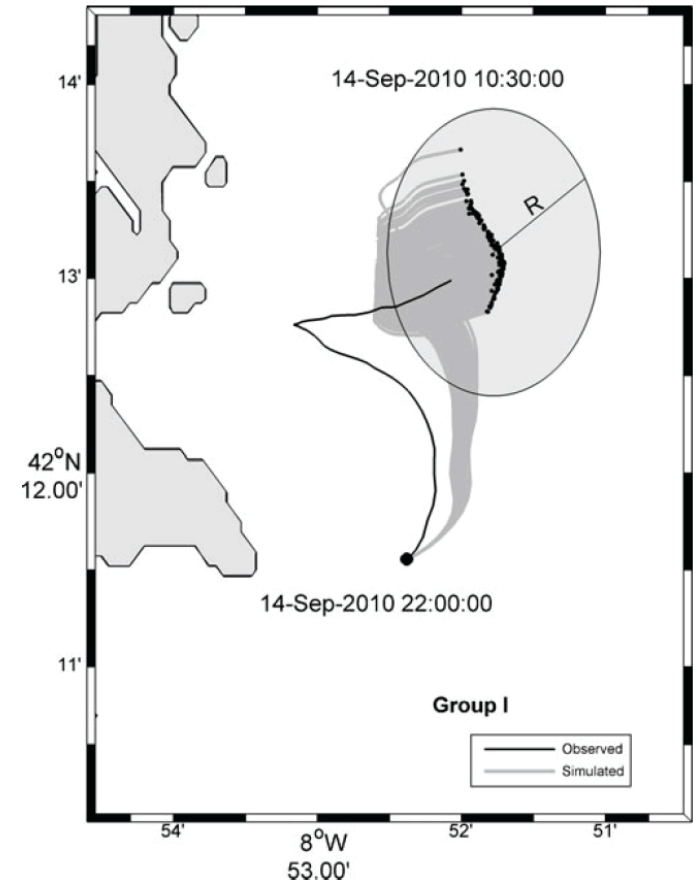 14'
14-Sep-2010 10:30:00
R
13'
42°N
12.00'
14-Sep-2010 22:00:00
11'
Group I
Observed
Simulated
54'
8°W
53.00'
52'
51'